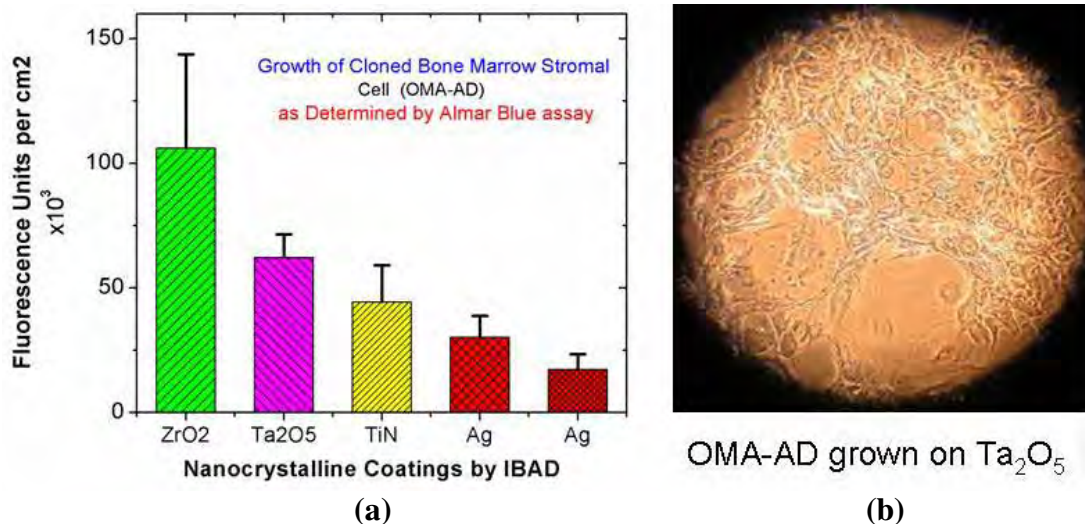 Fluorescence Units per cm2
x10³
150
100
50
0
Growth of Cloned Bone Marrow Stromal
Cell (OMA-AD)
as Determined by Almar Blue assay
ZrO2 Ta2O5 TiN Ag Ag
Nanocrystalline Coatings by IBAD
(a)
OMA-AD grown on Ta₂O₅
(b)